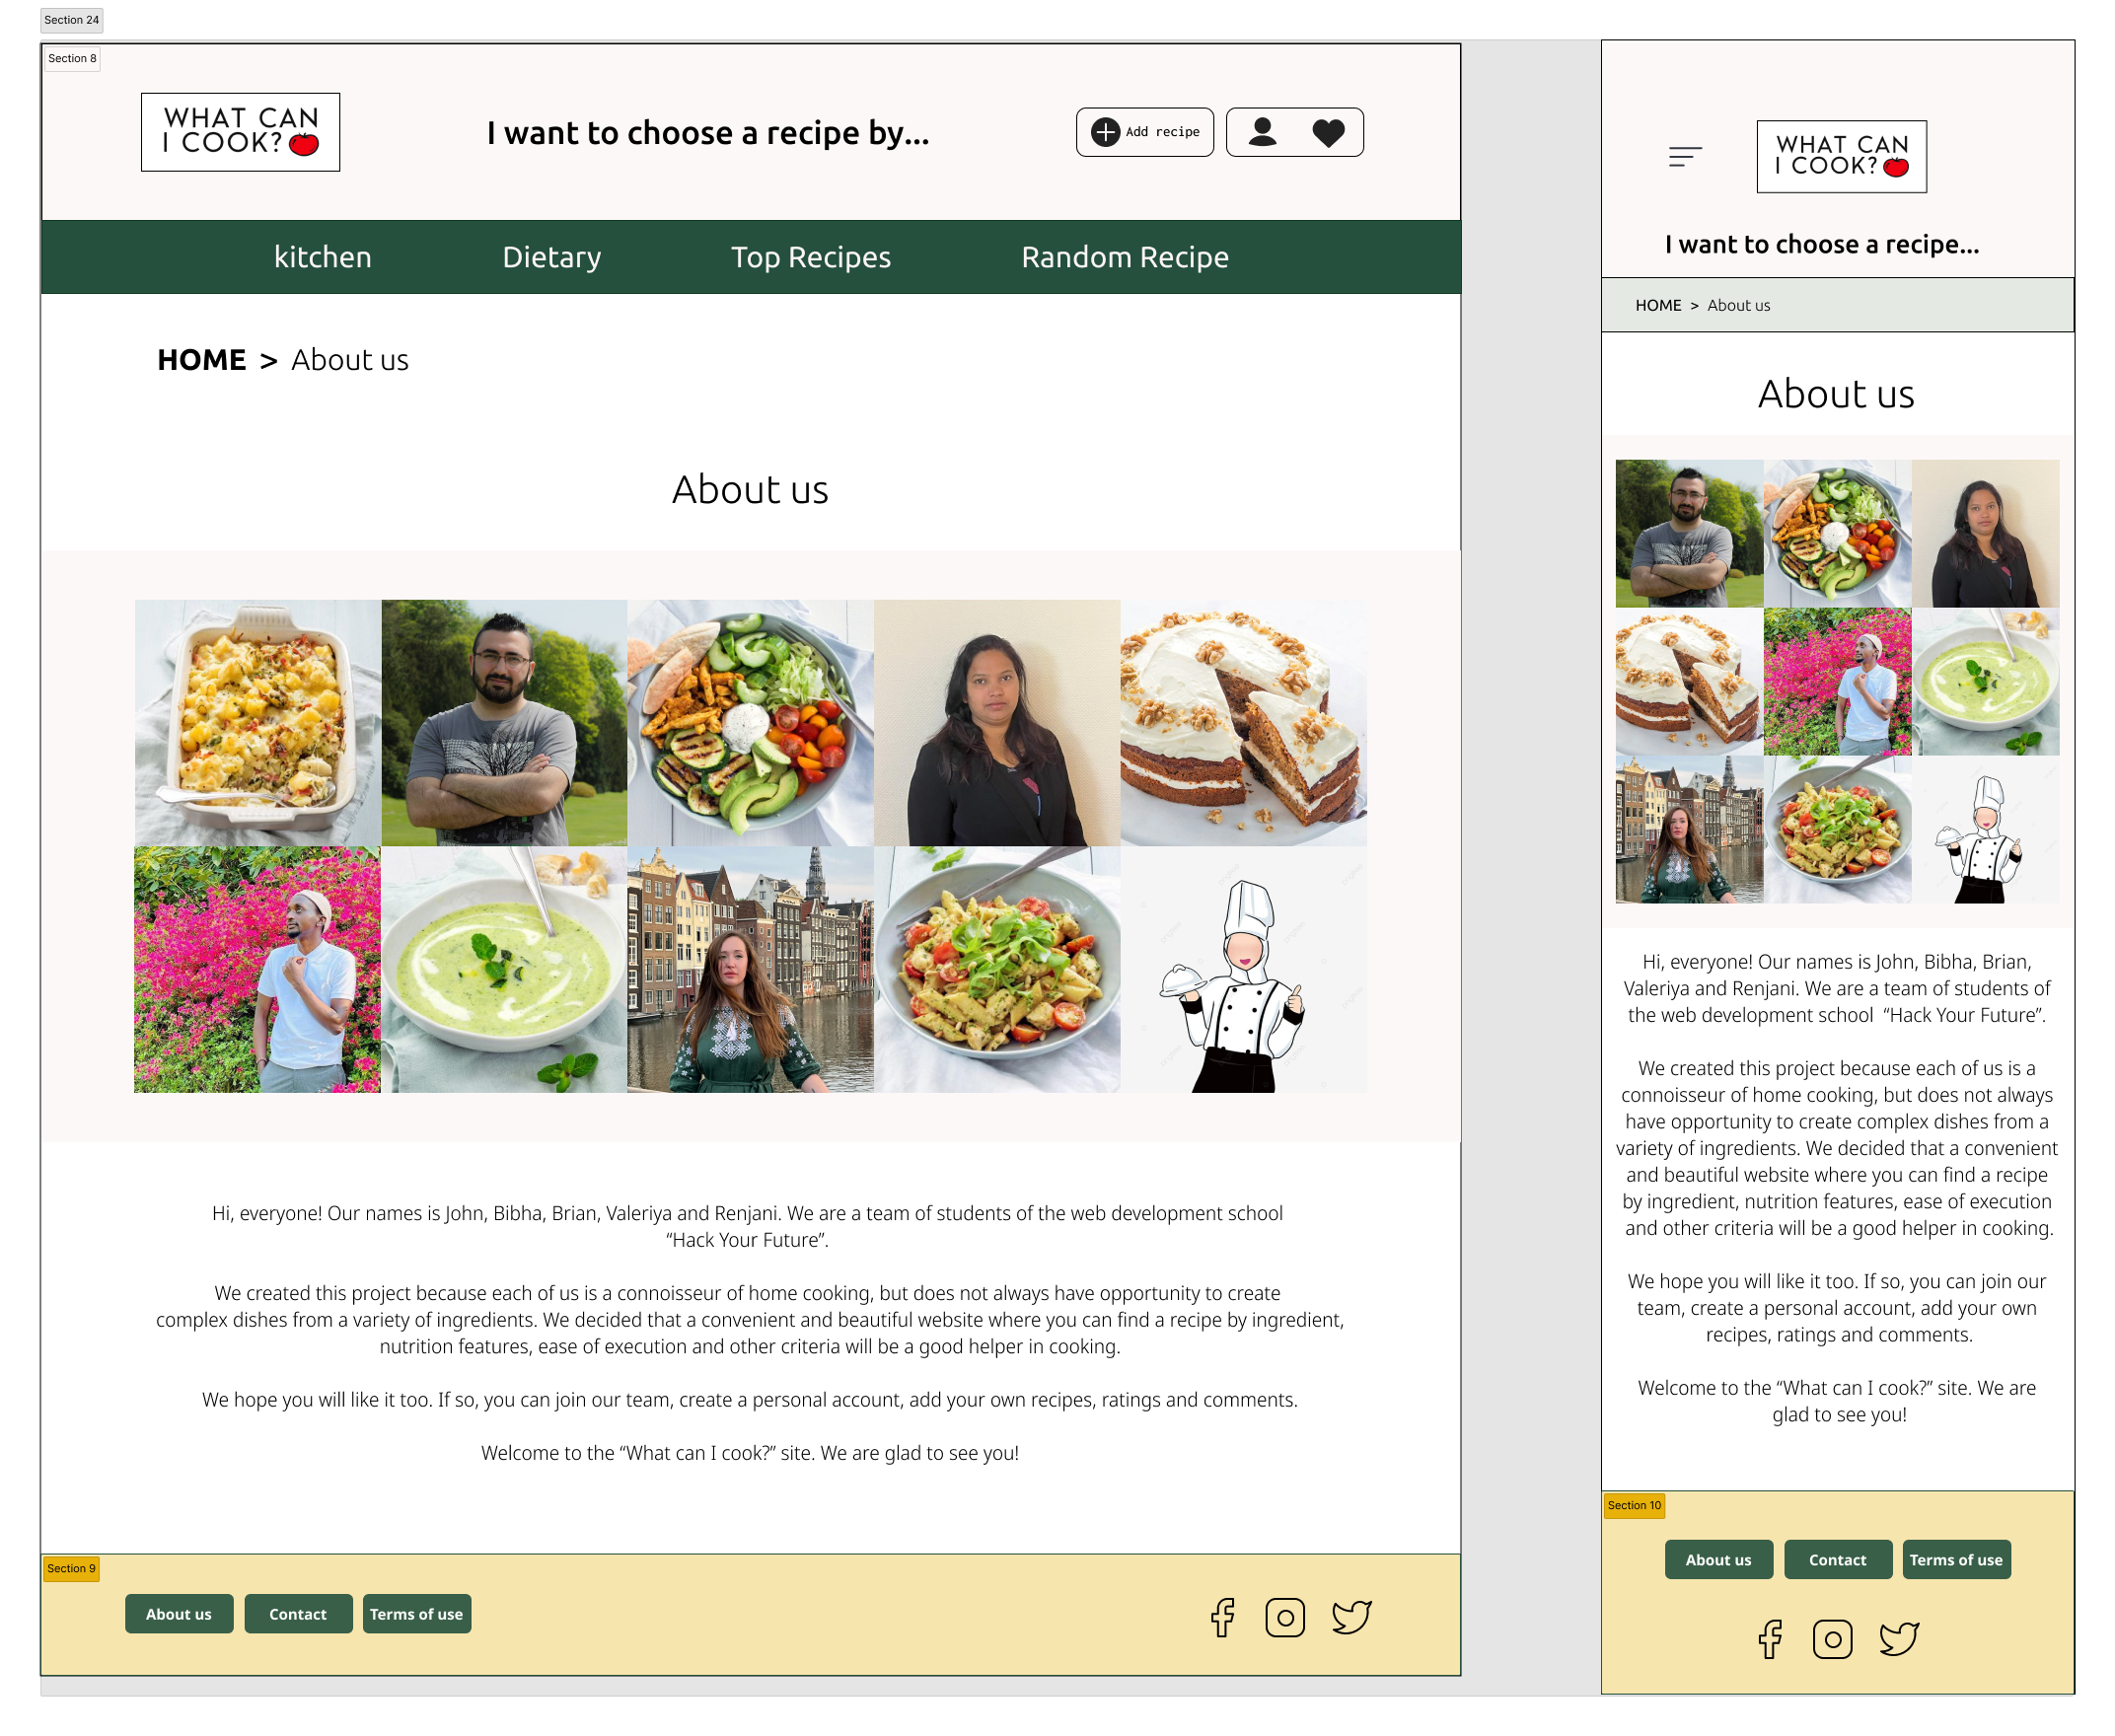 Section 24
Section 8
WHAT CAN
I COOK?
I want to choose a recipe by...
Add recipe
kitchen
Dietary
Top Recipes
Random Recipe
HOME > About us
About us
Hi, everyone! Our names is John, Bibha, Brian, Valeriya and Renjani. We are a team of students of the web development school
“Hack Your Future”.
We created this project because each of us is a connoisseur of home cooking, but does not always have opportunity to create
complex dishes from a variety of ingredients. We decided that a convenient and beautiful website where you can find a recipe by ingredient,
nutrition features, ease of execution and other criteria will be a good helper in cooking.
We hope you will like it too. If so, you can join our team, create a personal account, add your own recipes, ratings and comments.
Welcome to the “What can I cook?” site. We are glad to see you!
Section 9
About us
Contact
Terms of use
WHAT CAN
I COOK?
I want to choose a recipe...
HOME > About us
About us
Hi, everyone! Our names is John, Bibha, Brian,
Valeriya and Renjani. We are a team of students of
the web development school “Hack Your Future”.
We created this project because each of us is a
connoisseur of home cooking, but does not always
have opportunity to create complex dishes from a
variety of ingredients. We decided that a convenient
and beautiful website where you can find a recipe
by ingredient, nutrition features, ease of execution
and other criteria will be a good helper in cooking.
We hope you will like it too. If so, you can join our
team, create a personal account, add your own
recipes, ratings and comments.
Welcome to the “What can I cook?” site. We are
glad to see you!
Section 10
About us
Contact
Terms of use